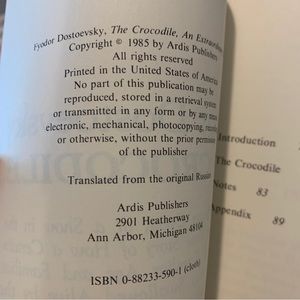 Fyodor Dostoevsky, The Crocodile, An
Copyright © 1985 by Ardis Publishers
All rights reserved
Printed in the United States of America
No part of this publication may be
reproduced, stored in a retrieval system
or transmitted in any form or by any means
electronic, mechanical, photocopying,
or otherwise, without the prior permission
of the publisher
Translated from the original Russian
Ardis Publishers
2901 Heatherway
Ann Arbor, Michigan 48104
ISBN 0-88233-590-1 (cloth)
Introduction
The Crocodile
Notes 83
Appendix 89